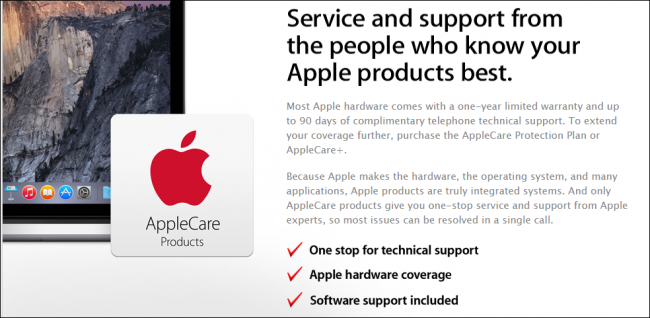 Service and support from
the people who know your
Apple products best.
Most Apple hardware comes with a one-year limited warranty and up
to 90 days of complimentary telephone technical support. To extend
your coverage further, purchase the AppleCare Protection Plan or
AppleCare+.
Because Apple makes the hardware, the operating system, and many
applications, Apple products are truly integrated systems. And only
AppleCare products give you one-stop service and support from Apple
experts, so most issues can be resolved in a single call.
One stop for technical support
Apple hardware coverage
Software support included
AppleCare
Products